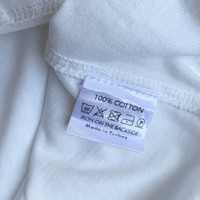 100% COTTON
IRON ON THE BACKSIDE
Made in Turkey